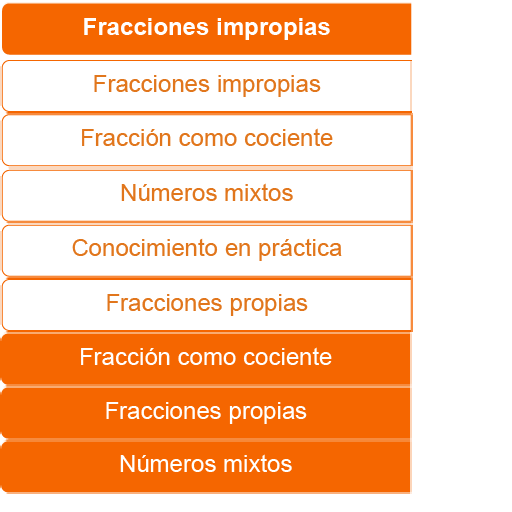 Fracciones impropias
Fracciones impropias
Fracción como cociente
Números mixtos
Conocimiento en práctica
Fracciones propias
Fracción como cociente
Fracciones propias
Números mixtos